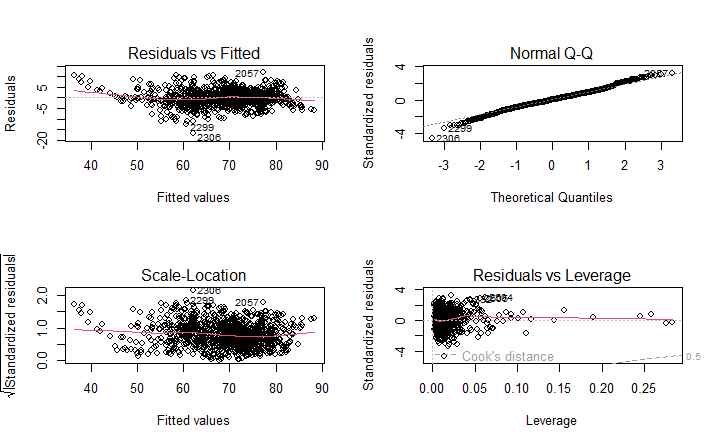 Residuals vs Fitted
Residuals
5
-5
-20
2057
2299
2306
40 50 60 70 80 90
Fitted values
Normal Q-Q
Standardized residuals
4
0
-4
2057
2299
2306
-3 -2 -1 0 1 2 3
Theoretical Quantiles
Scale-Location
√|Standardized residuals|
2.0
1.0
0.0
2306
2299
2057
40 50 60 70 80 90
Fitted values
Residuals vs Leverage
Standardized residuals
4
0
-4
Cook's distance
0.5
0.00 0.05 0.10 0.15 0.20 0.25
Leverage